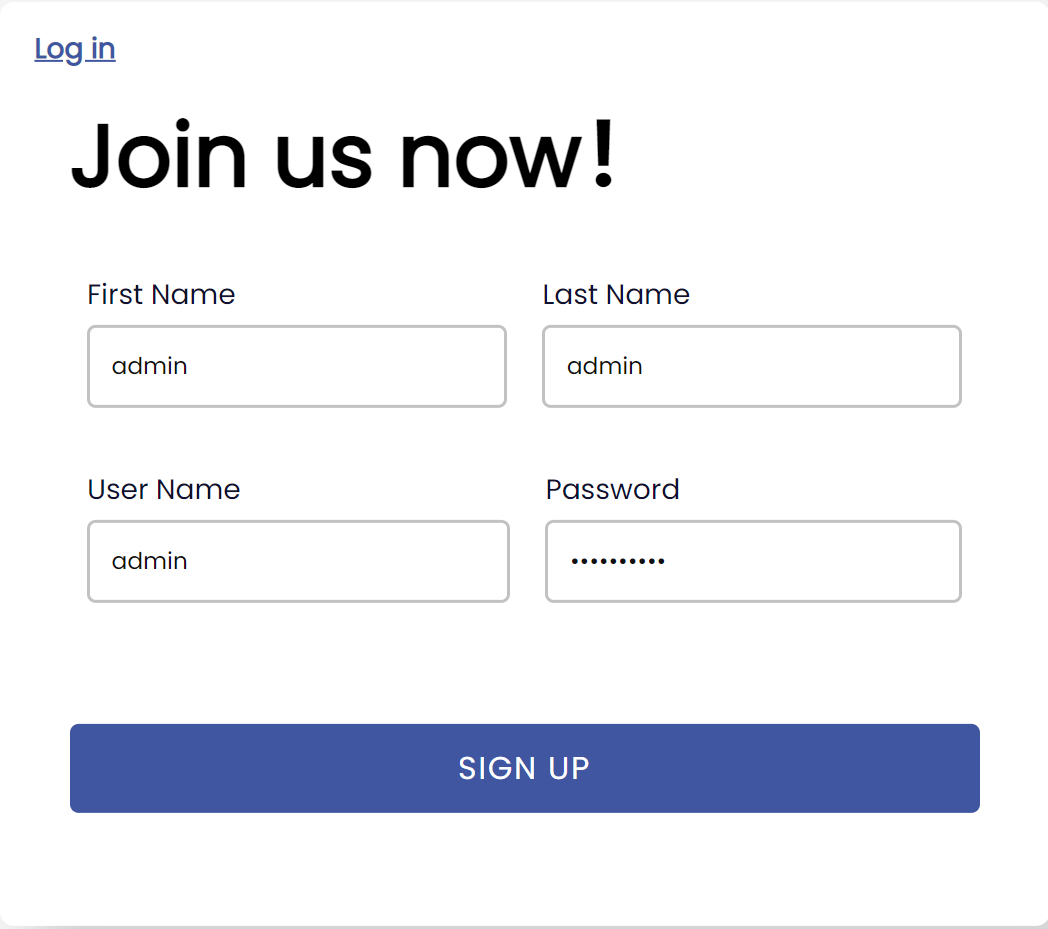 Log in
Join us now!
First Name Last Name
admin admin
User Name Password
admin ••••••••••
SIGN UP